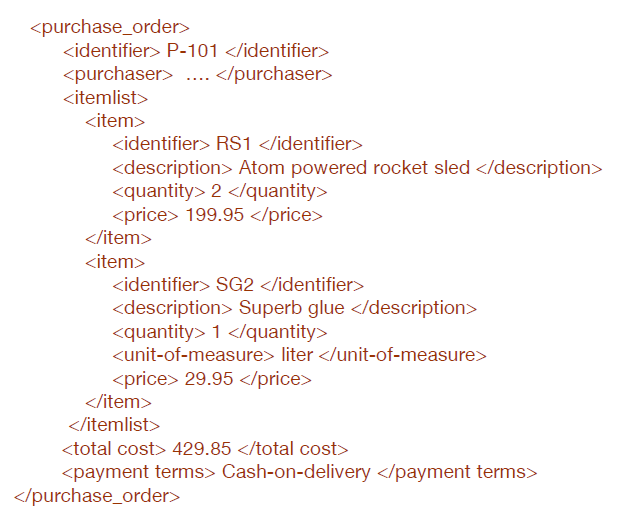 <purchase_order>
<identifier> P-101 </identifier>
<purchaser> .... </purchaser>
<itemlist>
<item>
<identifier> RS1 </identifier>
<description> Atom powered rocket sled </description>
<quantity> 2 </quantity>
<price> 199.95 </price>
</item>
<item>
<identifier> SG2 </identifier>
<description> Superb glue </description>
<quantity> 1 </quantity>
<unit-of-measure> liter </unit-of-measure>
<price> 29.95 </price>
</item>
</itemlist>
<total cost> 429.85 </total cost>
<payment terms> Cash-on-delivery </payment terms>
</purchase_order>